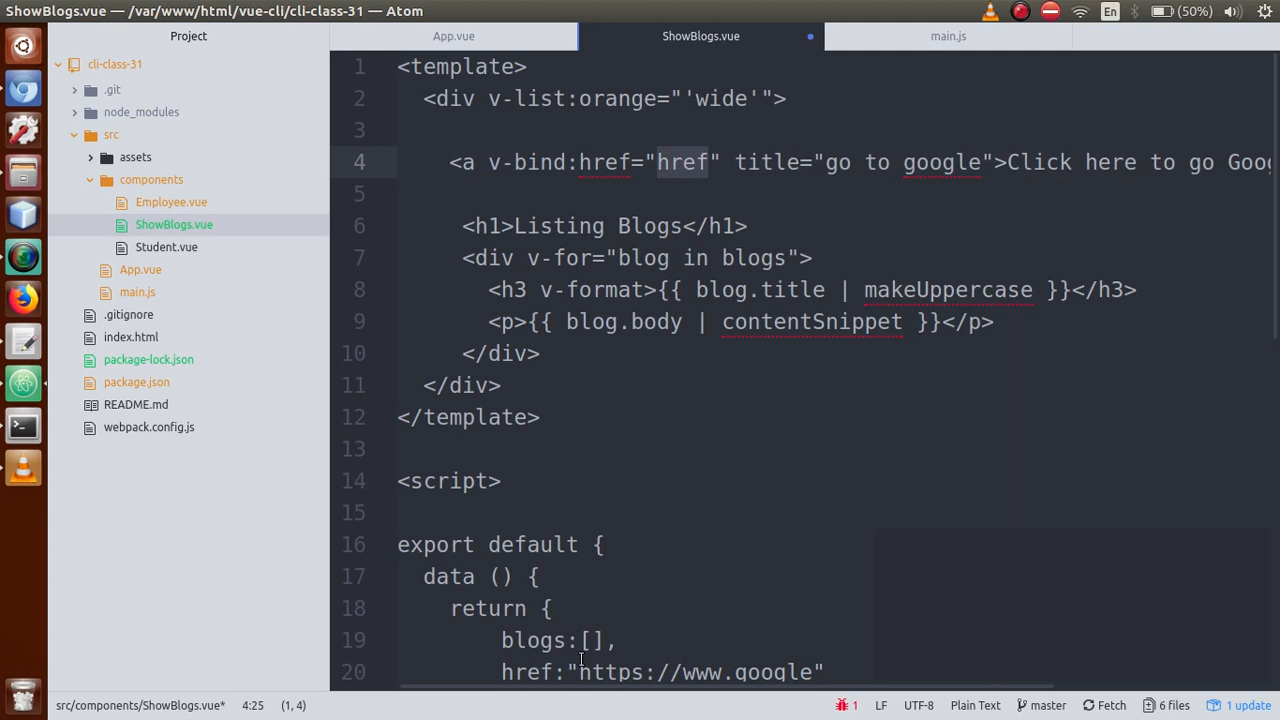 ShowBlogs.vue — /var/www/html/vue-cli/cli-class-31 — Atom
En
(50%)
Project
App.vue
ShowBlogs.vue
main.js
cli-class-31
.git
node_modules
src
assets
components
Employee.vue
ShowBlogs.vue
Student.vue
App.vue
main.js
.gitignore
index.html
package-lock.json
package.json
README.md
webpack.config.js
1 <template>
2 <div v-list:orange="'wide'">
3
4 <a v-bind:href="href" title="go to google">Click here to go Goog
5
6 <h1>Listing Blogs</h1>
7 <div v-for="blog in blogs">
8 <h3 v-format>{{ blog.title | makeUppercase }}</h3>
9 <p>{{ blog.body | contentSnippet }}</p>
10 </div>
11 </div>
12 </template>
13
14 <script>
15
16 export default {
17 data () {
18 return {
19 blogs:[],
20 href:"https://www.google"
src/components/ShowBlogs.vue* 4:25 (1, 4)
1 LF UTF-8 Plain Text master Fetch 6 files 1 update